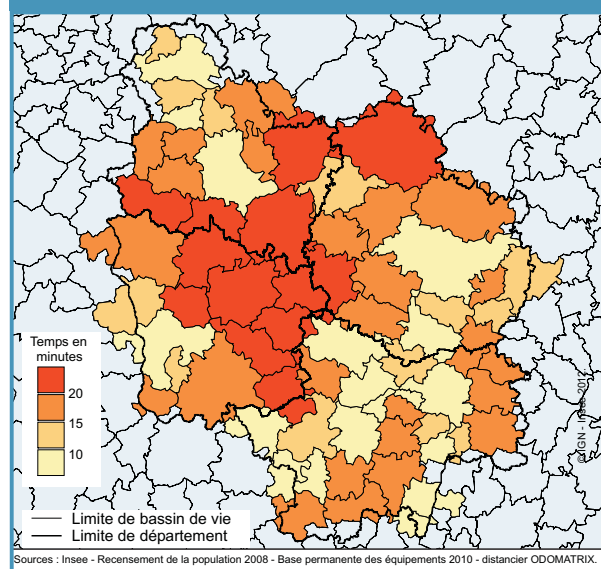 Temps en
minutes
20
15
10
© IGN - Insee 2012
Limite de bassin de vie
Limite de département
Sources : Insee - Recensement de la population 2008 - Base permanente des équipements 2010 - distancier ODOMATRIX.